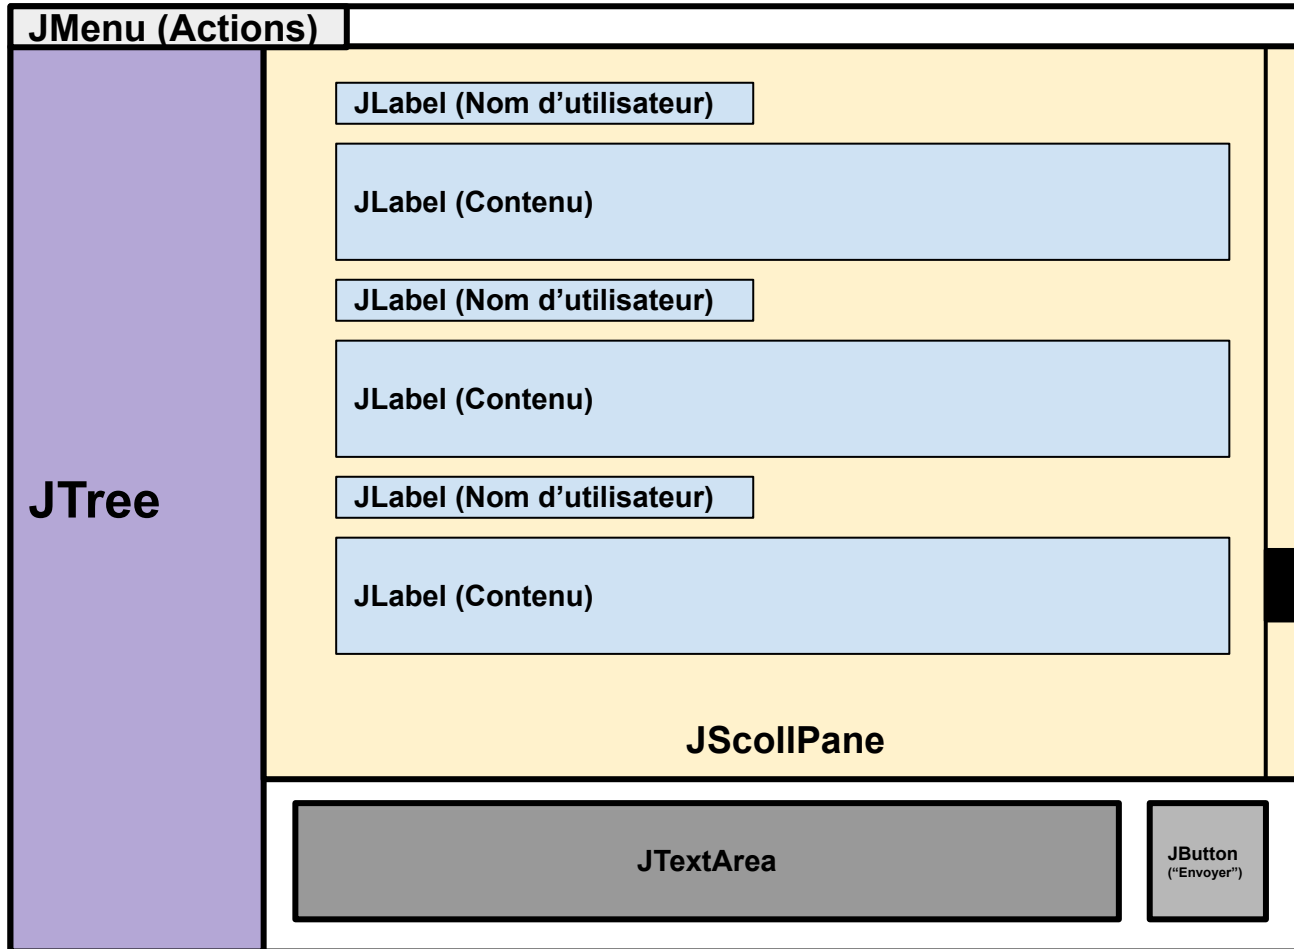 JMenu (Actions)
JLabel (Nom d’utilisateur)
JLabel (Contenu)
JLabel (Nom d’utilisateur)
JLabel (Contenu)
JTree
JLabel (Nom d’utilisateur)
JLabel (Contenu)
JScollPane
JTextArea
JButton
(“Envoyer”)